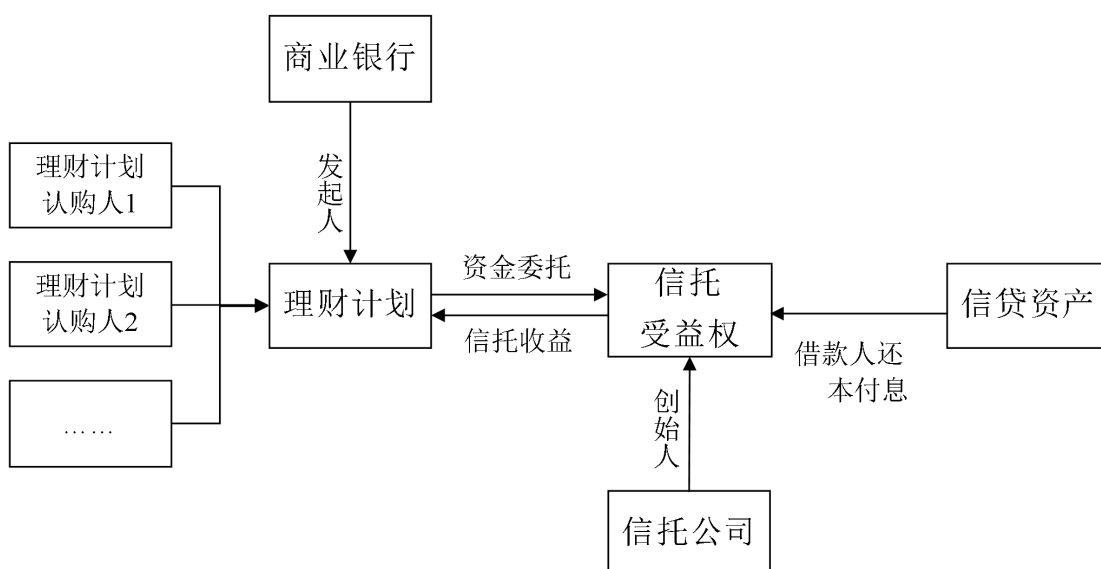 商业银行
发起人
理财计划
认购人1
理财计划
认购人2
……
理财计划
资金委托
信托收益
信托
受益权
信贷资产
借款人还
本付息
创始人
信托公司